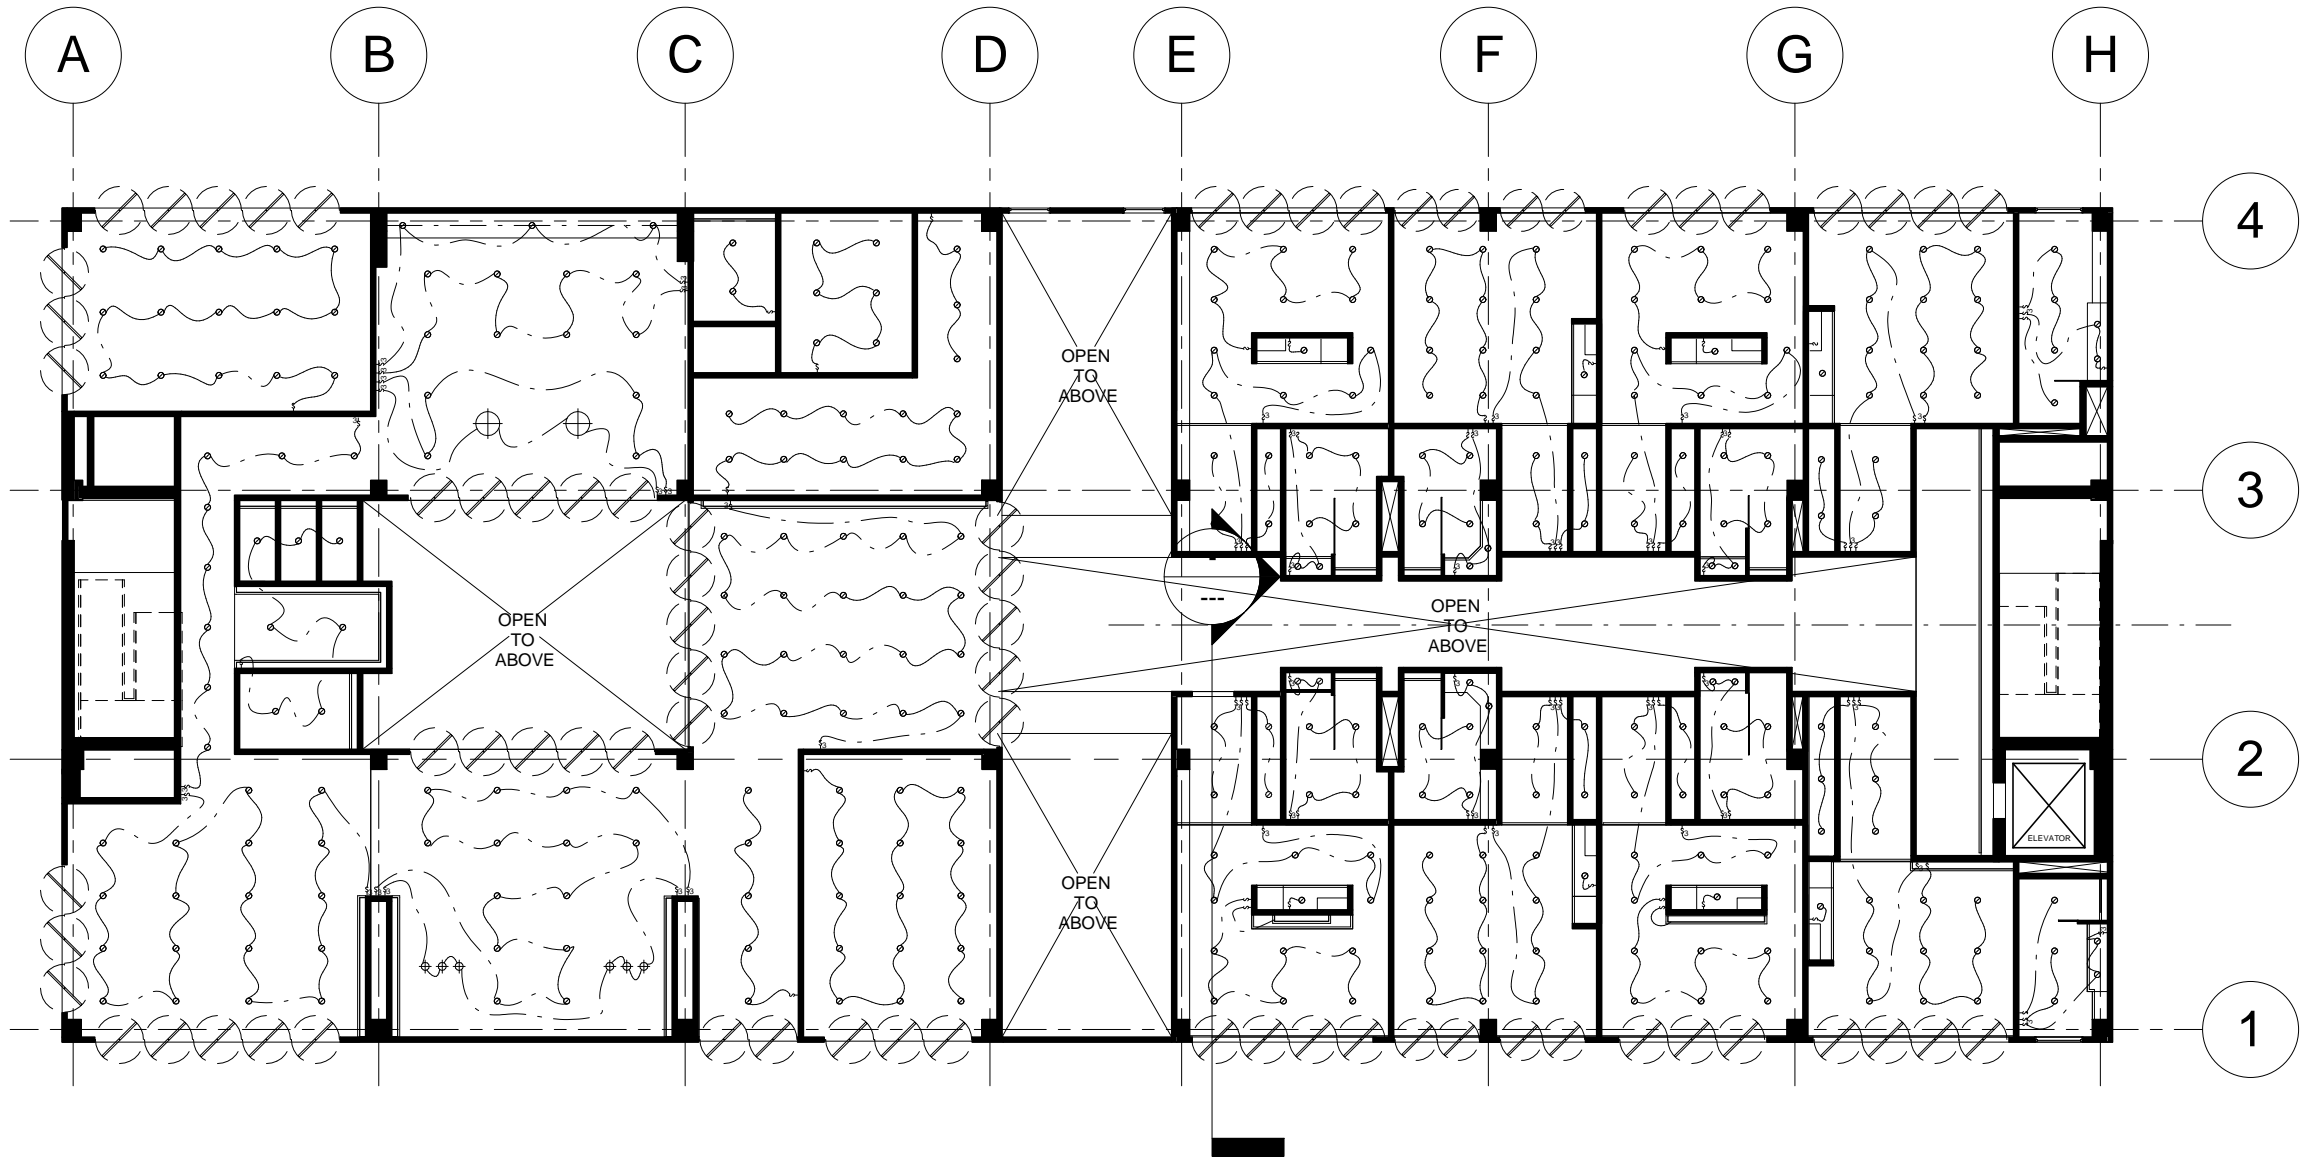 A B C D E F G H
4
OPEN
TO
ABOVE
3
OPEN
TO
ABOVE
OPEN
TO
ABOVE
---
2
ELEVATOR
OPEN
TO
ABOVE
1